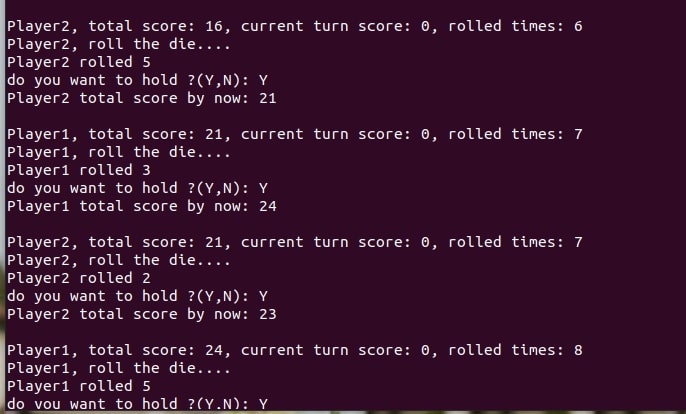 Player2, total score: 16, current turn score: 0, rolled times: 6
Player2, roll the die....
Player2 rolled 5
do you want to hold ?(Y,N): Y
Player2 total score by now: 21
Player1, total score: 21, current turn score: 0, rolled times: 7
Player1, roll the die....
Player1 rolled 3
do you want to hold ?(Y,N): Y
Player1 total score by now: 24
Player2, total score: 21, current turn score: 0, rolled times: 7
Player2, roll the die....
Player2 rolled 2
do you want to hold ?(Y,N): Y
Player2 total score by now: 23
Player1, total score: 24, current turn score: 0, rolled times: 8
Player1, roll the die....
Player1 rolled 5
do you want to hold ?(Y,N): Y